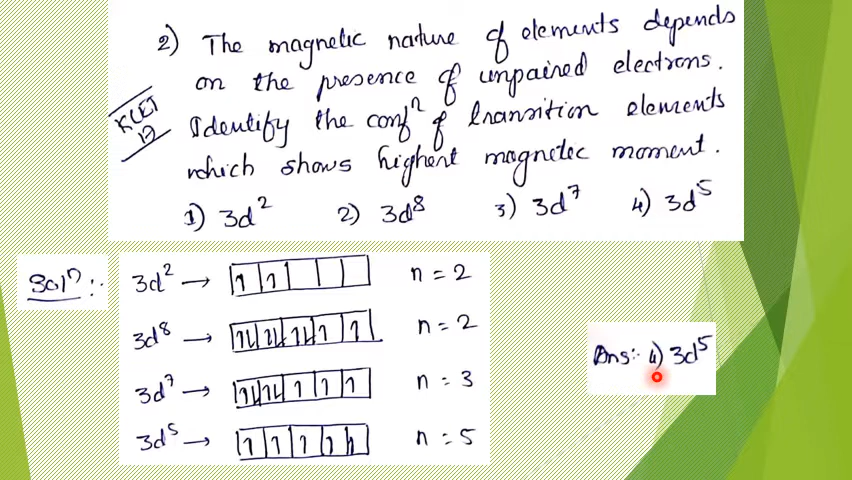 2) The magnetic nature of elements depends
on the presence of unpaired electrons.
KCET
17
Identify the confⁿ of transition elements
which shows highest magnetic moment.
1) 3d² 2) 3d⁸ 3) 3d⁷ 4) 3d⁵
Solⁿ:-
3d² → n = 2
3d⁸ → n = 2
3d⁷ → n = 3
3d⁵ → n = 5
Ans:- 4) 3d⁵